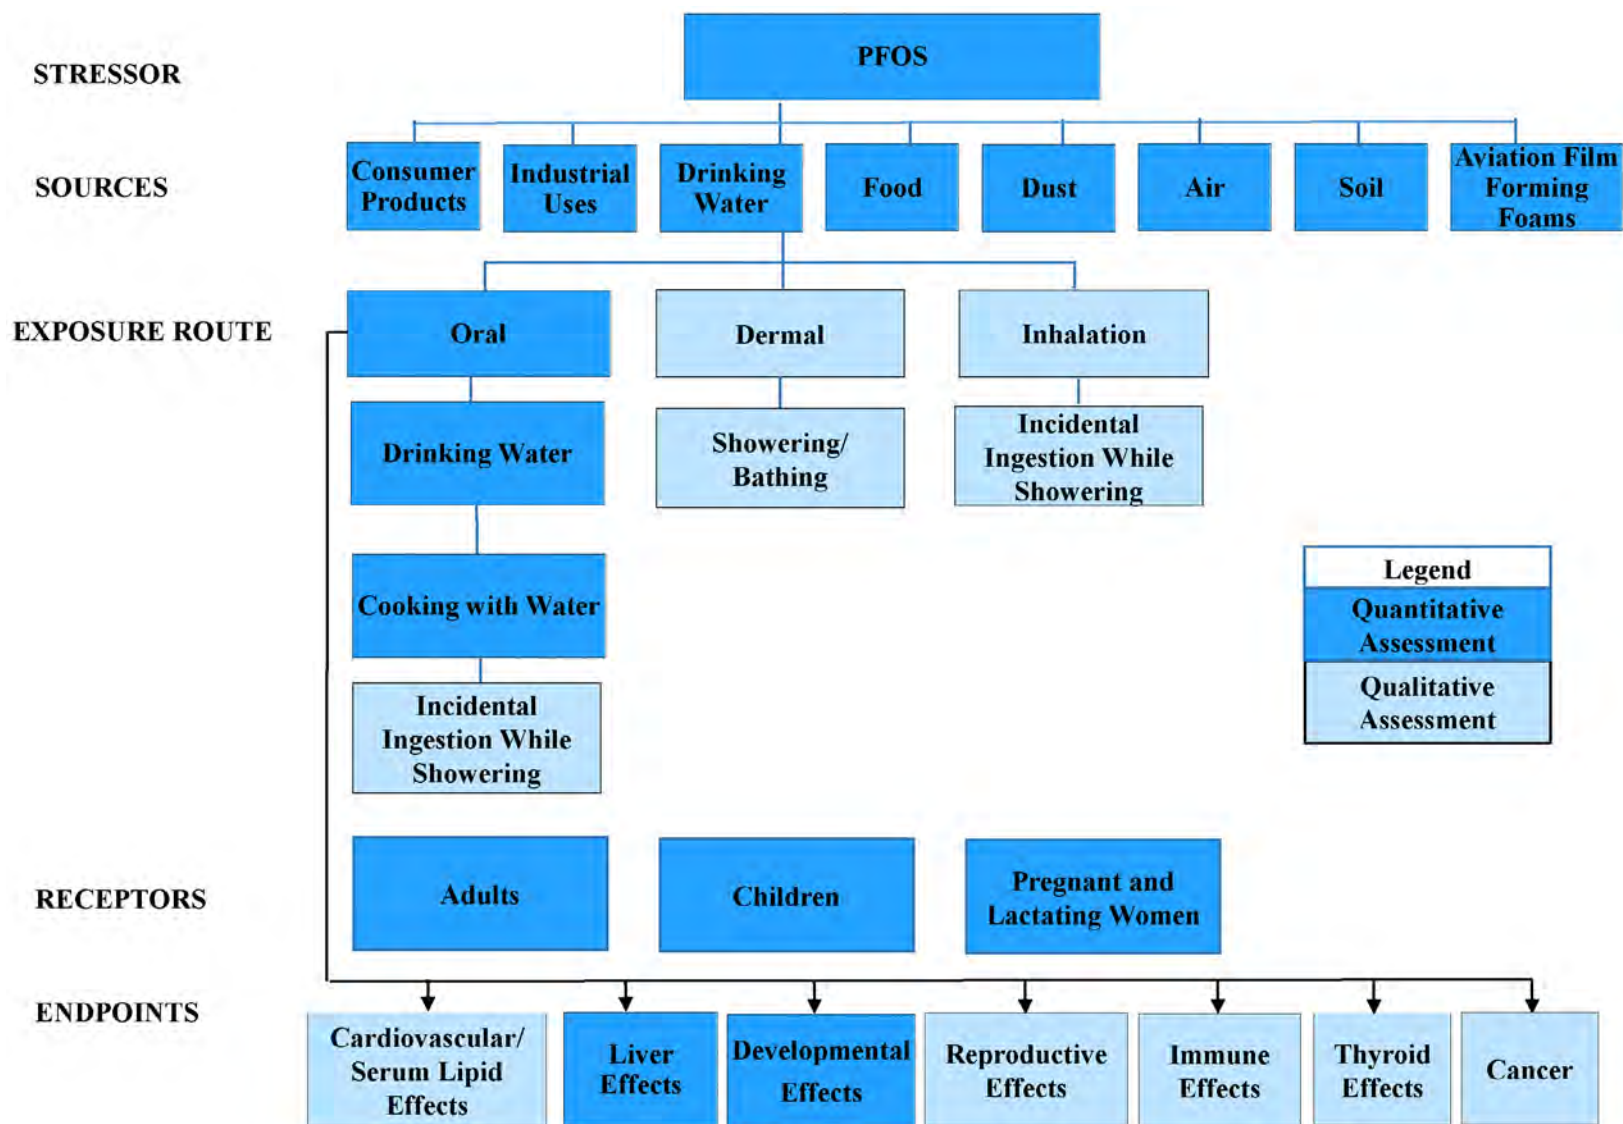 STRESSOR
PFOS
SOURCES
Consumer
Products
Industrial
Uses
Drinking
Water
Food
Dust
Air
Soil
Aviation Film
Forming
Foams
EXPOSURE ROUTE
Oral
Dermal
Inhalation
Drinking Water
Showering/
Bathing
Incidental
Ingestion While
Showering
Cooking with Water
Incidental
Ingestion While
Showering
Legend
Quantitative
Assessment
Qualitative
Assessment
RECEPTORS
Adults
Children
Pregnant and
Lactating Women
ENDPOINTS
Cardiovascular/
Serum Lipid
Effects
Liver
Effects
Developmental
Effects
Reproductive
Effects
Immune
Effects
Thyroid
Effects
Cancer